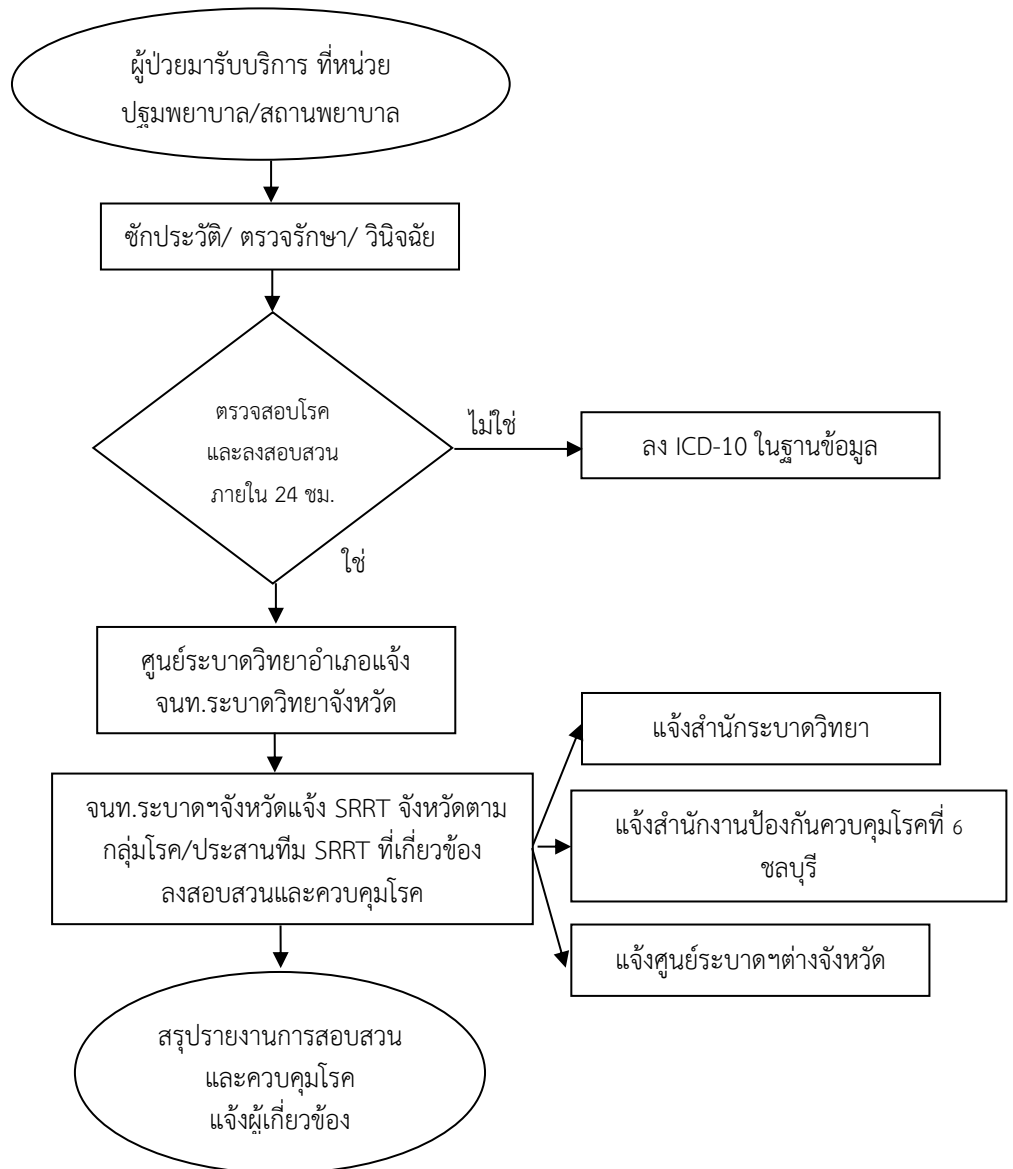 ผู้ป่วยมารับบริการ ที่หน่วย
ปฐมพยาบาล/สถานพยาบาล
ซักประวัติ/ ตรวจรักษา/ วินิจฉัย
ตรวจสอบโรค
และลงสอบสวน
ภายใน 24 ชม.
ไม่ใช่
ลง ICD-10 ในฐานข้อมูล
ใช่
ศูนย์ระบาดวิทยาอำเภอแจ้ง
จนท.ระบาดวิทยาจังหวัด
แจ้งสำนักระบาดวิทยา
จนท.ระบาดฯจังหวัดแจ้ง SRRT จังหวัดตาม
กลุ่มโรค/ประสานทีม SRRT ที่เกี่ยวข้อง
ลงสอบสวนและควบคุมโรค
แจ้งสำนักงานป้องกันควบคุมโรคที่ 6
ชลบุรี
แจ้งศูนย์ระบาดฯต่างจังหวัด
สรุปรายงานการสอบสวน
และควบคุมโรค
แจ้งผู้เกี่ยวข้อง